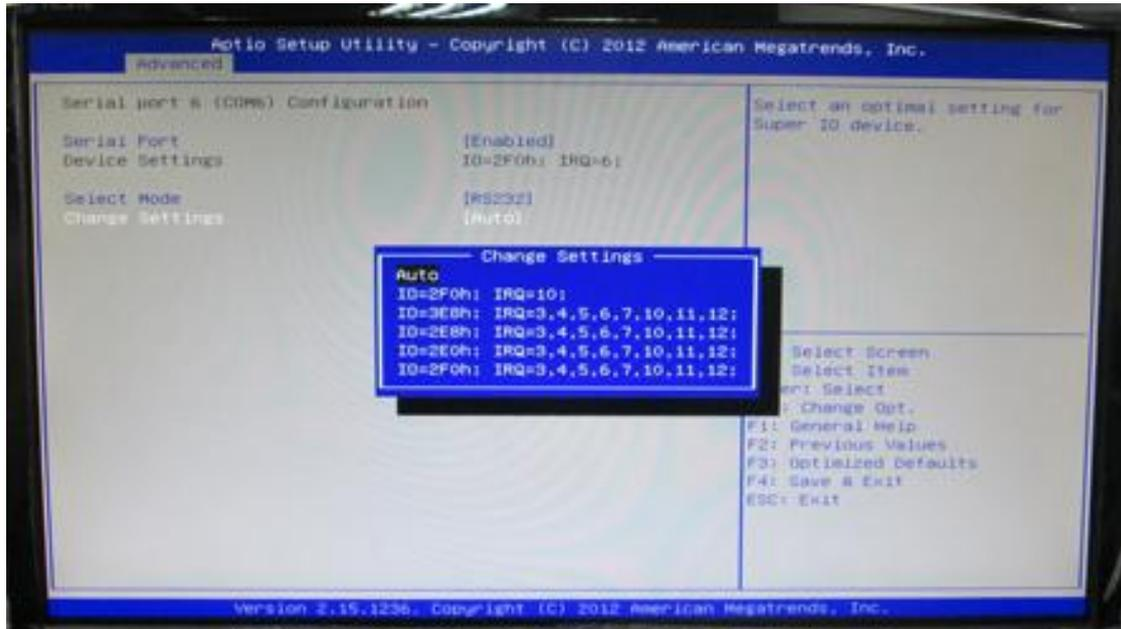 Aptio Setup Utility - Copyright (C) 2012 American Megatrends, Inc.
Advanced
Serial port 6 (COM6) Configuration
Serial Port [Enabled]
Device Settings IO=2F0h; IRQ=6;
Select Mode [RS232]
Change Settings [Auto]
Select an optimal setting for
Super IO device.
Change Settings
Auto
IO=2F0h; IRQ=10;
IO=3E8h; IRQ=3,4,5,6,7,10,11,12;
IO=2E8h; IRQ=3,4,5,6,7,10,11,12;
IO=2E0h; IRQ=3,4,5,6,7,10,11,12;
IO=2F0h; IRQ=3,4,5,6,7,10,11,12;
Select Screen
Select Item
er: Select
: Change Opt.
F1: General Help
F2: Previous Values
F3: Optimized Defaults
F4: Save & Exit
ESC: Exit
Version 2.15.1236. Copyright (C) 2012 American Megatrends, Inc.